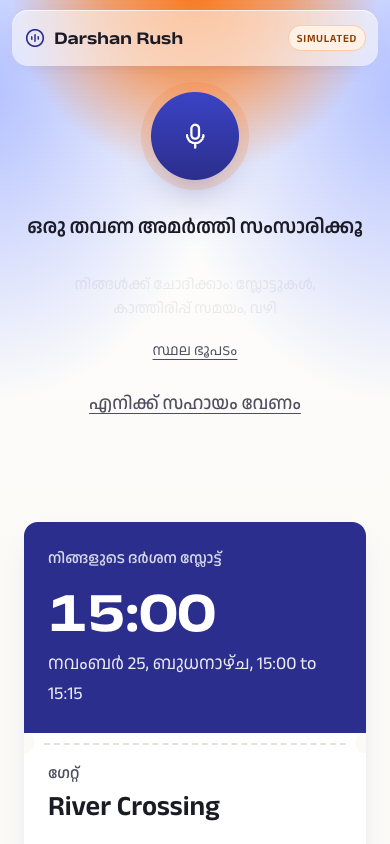 Darshan Rush
SIMULATED
ഒരു തവണ അമർത്തി സംസാരിക്കൂ
നിങ്ങൾക്ക് ചോദിക്കാം: സ്ലോട്ടുകൾ,
കാത്തിരിപ്പ് സമയം, വഴി
സ്ഥല ഭൂപടം
എനിക്ക് സഹായം വേണം
നിങ്ങളുടെ ദർശന സ്ലോട്ട്
15:00
നവംബർ 25, ബുധനാഴ്ച, 15:00 to
15:15
ഗേറ്റ്
River Crossing